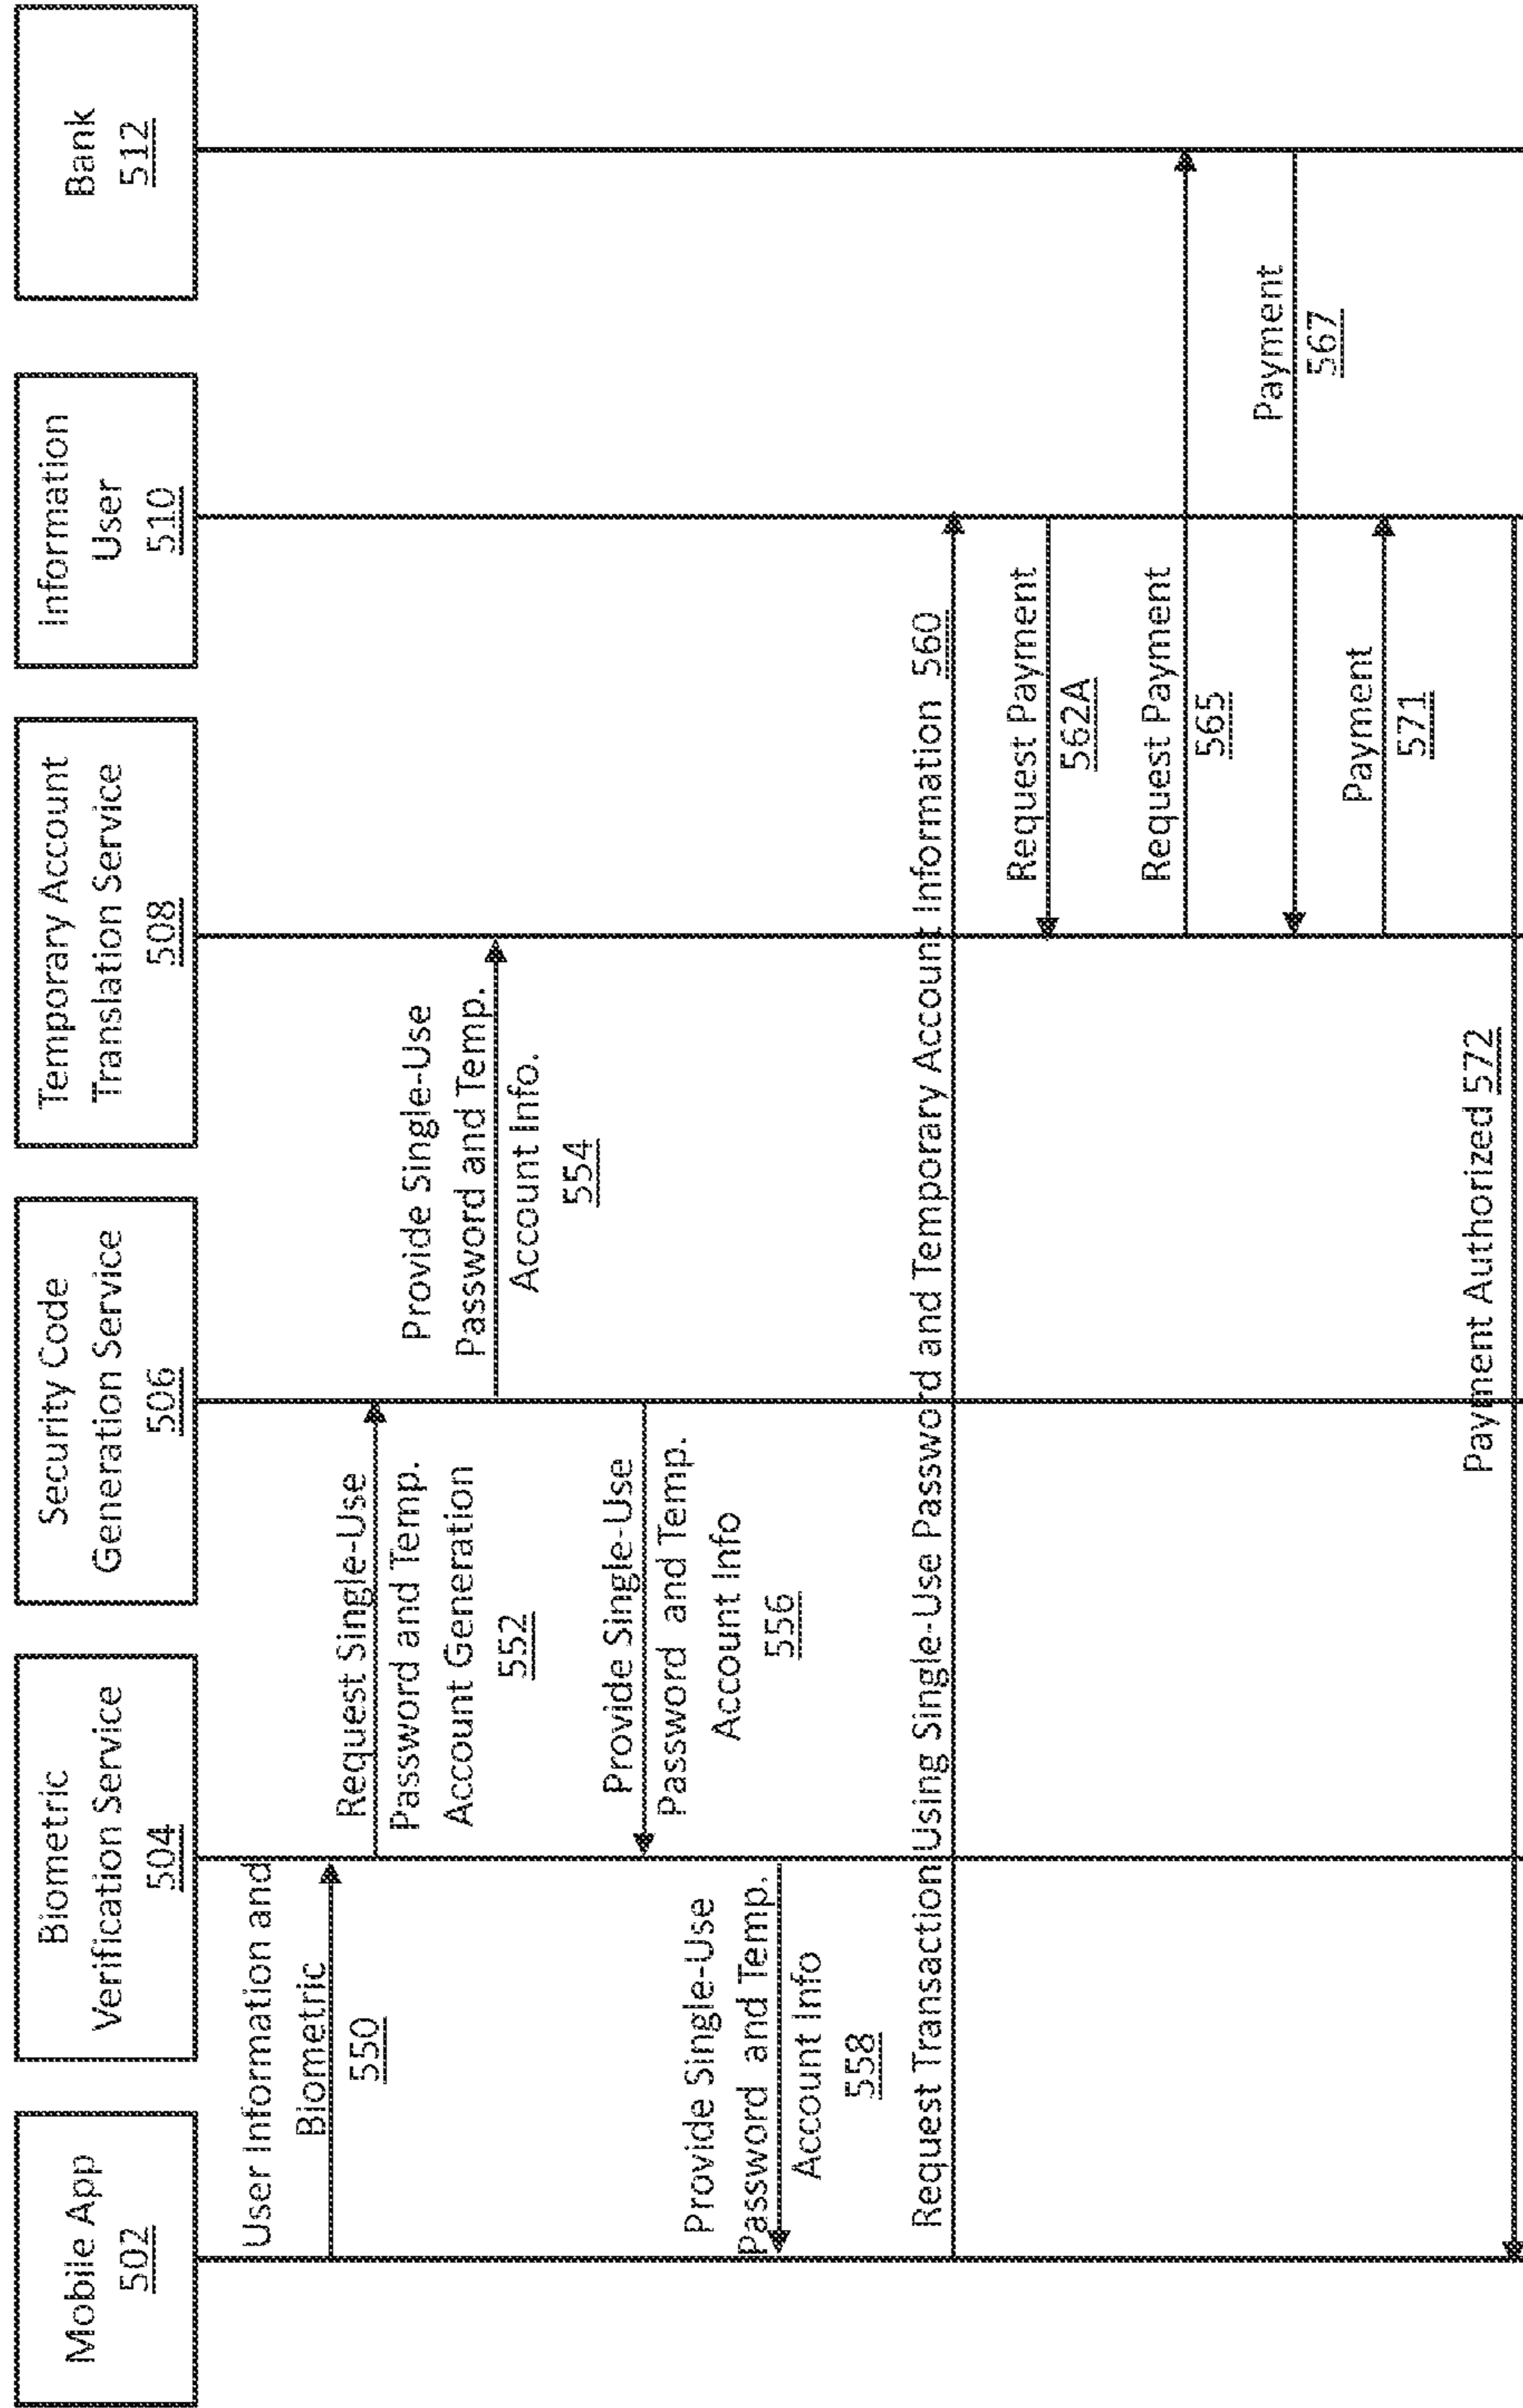 Mobile App
502
Biometric
Verification Service
504
Security Code
Generation Service
506
Temporary Account
Translation Service
508
Information
User
510
Bank
512
User Information and
Biometric
550
Request Single-Use
Password and Temp.
Account Generation
552
Provide Single-Use
Password and Temp.
Account Info.
554
Provide Single-Use
Password and Temp.
Account Info
556
Provide Single-Use
Password and Temp.
Account Info
558
Request Transaction Using Single-Use Password and Temporary Account Information 560
Request Payment
562A
Request Payment
565
Payment
567
Payment
571
Payment Authorized 572